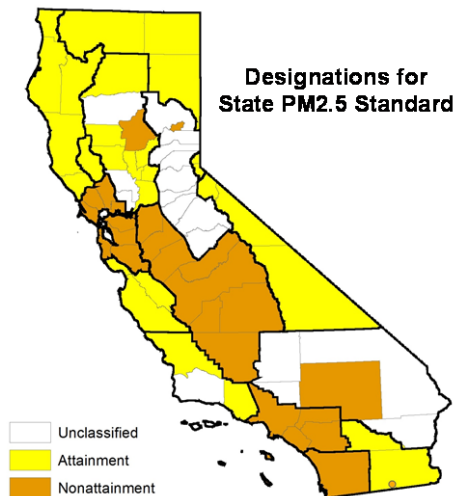 Designations for
State PM2.5 Standard
Unclassified
Attainment
Nonattainment